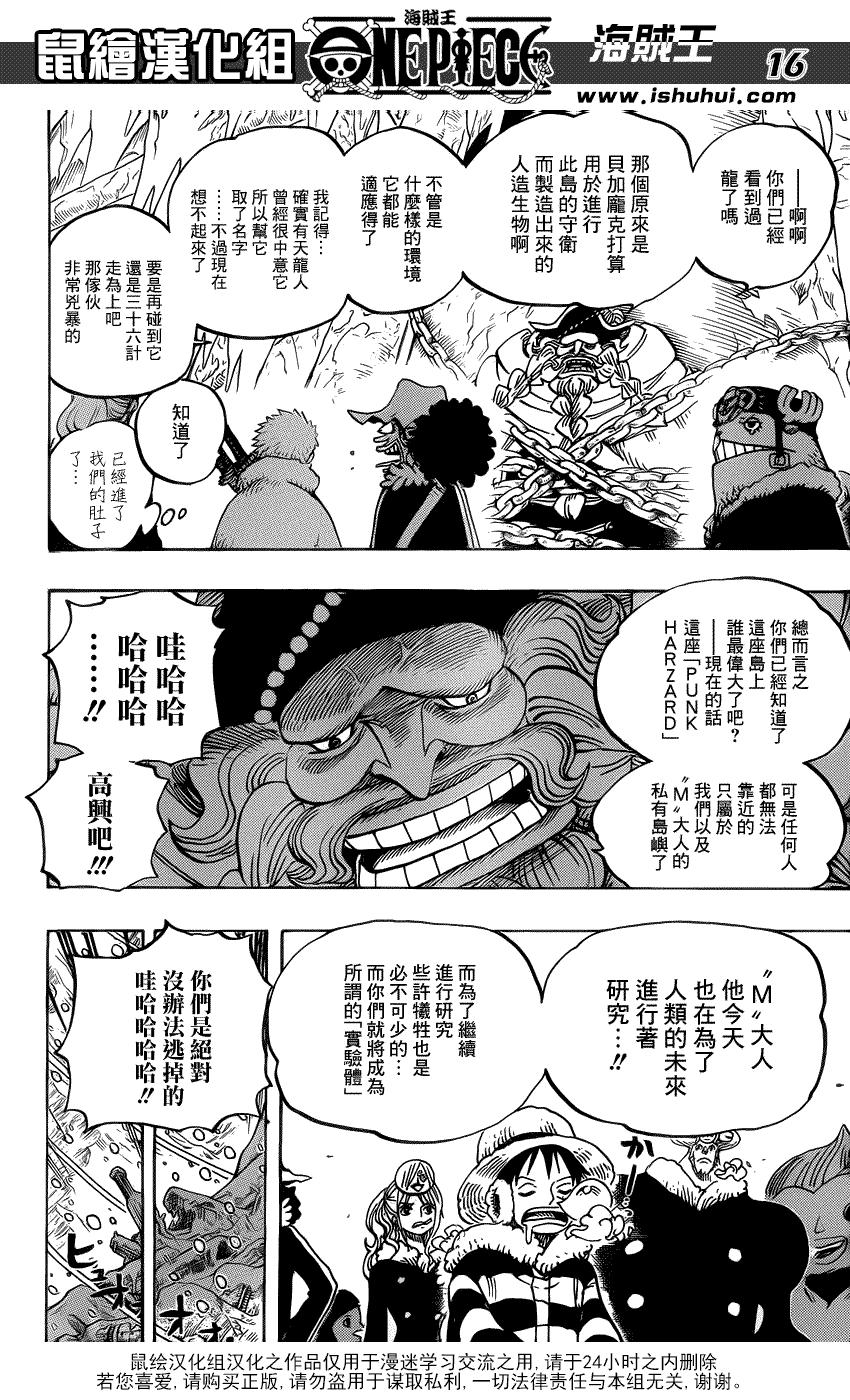 鼠繪漢化組
海賊王
ONE PIECE
海賊王
16
www.ishuhui.com
——啊啊
你們已經
看到過
龍了嗎
那個原來是
貝加龐克打算
用於進行
此島的守衛
而製造出來的
人造生物啊
不管是
什麼樣的環境
它都能
適應得了
我記得…
確實有天龍人
曾經很中意它
所以幫它
取了名字
……不過現在
想不起來了
要是再碰到它
還是三十六計
走為上吧
那傢伙
非常兇暴的
知道了
已經進了
我們的肚子
了…
總而言之
你們已經知道了
這座島上
誰最偉大了吧？
——現在的話
這座「PUNK
HARZARD」
可是任何人
都無法
靠近的
只屬於
我們以及
〝M〞大人的
私有島嶼了
哇哈哈
哈哈哈
……!!
高興吧!!!
〝M〞大人
他今天
也在為了
人類的未來
進行著
研究…!!
而為了繼續
進行研究
些許犧牲也是
必不可少的…
而你們就將成為
所謂的「實驗體」
か—!
你們是絕對
沒辦法逃掉的
哇哈哈哈哈哈!!
ヒュオオ
オオ
鼠绘汉化组汉化之作品仅用于漫迷学习交流之用, 请于24小时之内删除
若您喜爱, 请购买正版, 请勿盗用于谋取私利, 一切法律责任与本组无关, 谢谢。